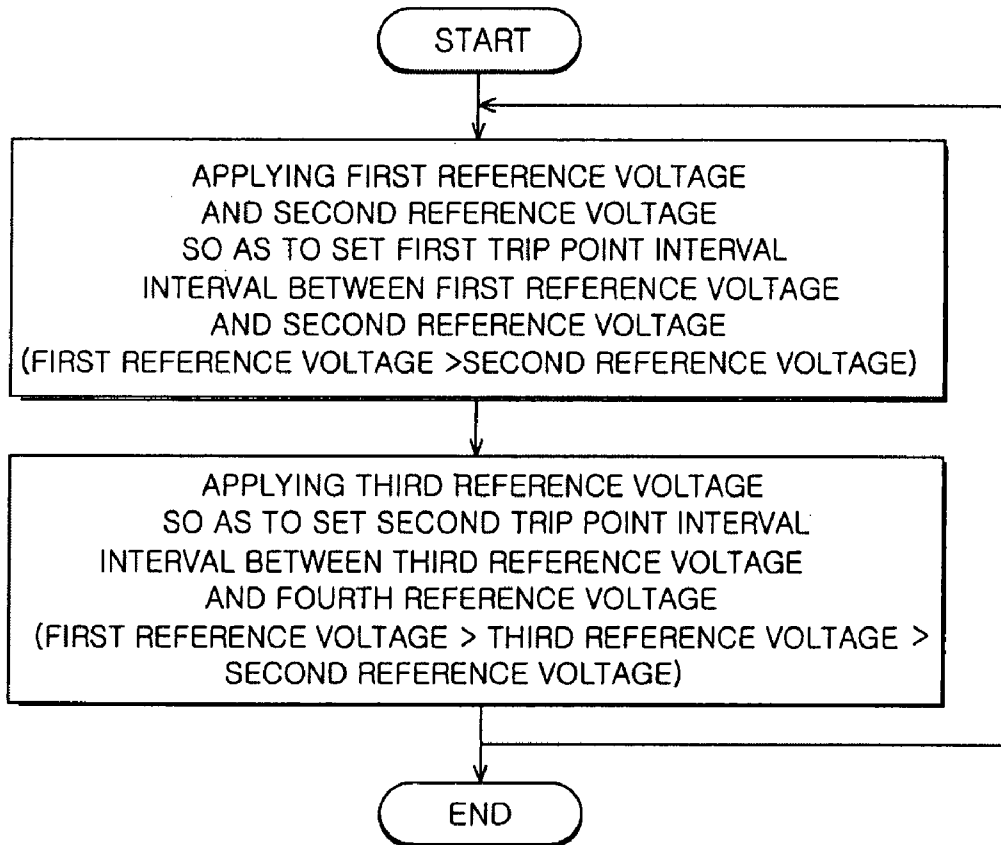 START
APPLYING FIRST REFERENCE VOLTAGE
AND SECOND REFERENCE VOLTAGE
SO AS TO SET FIRST TRIP POINT INTERVAL
INTERVAL BETWEEN FIRST REFERENCE VOLTAGE
AND SECOND REFERENCE VOLTAGE
(FIRST REFERENCE VOLTAGE >SECOND REFERENCE VOLTAGE)
APPLYING THIRD REFERENCE VOLTAGE
SO AS TO SET SECOND TRIP POINT INTERVAL
INTERVAL BETWEEN THIRD REFERENCE VOLTAGE
AND FOURTH REFERENCE VOLTAGE
(FIRST REFERENCE VOLTAGE > THIRD REFERENCE VOLTAGE >
SECOND REFERENCE VOLTAGE)
END